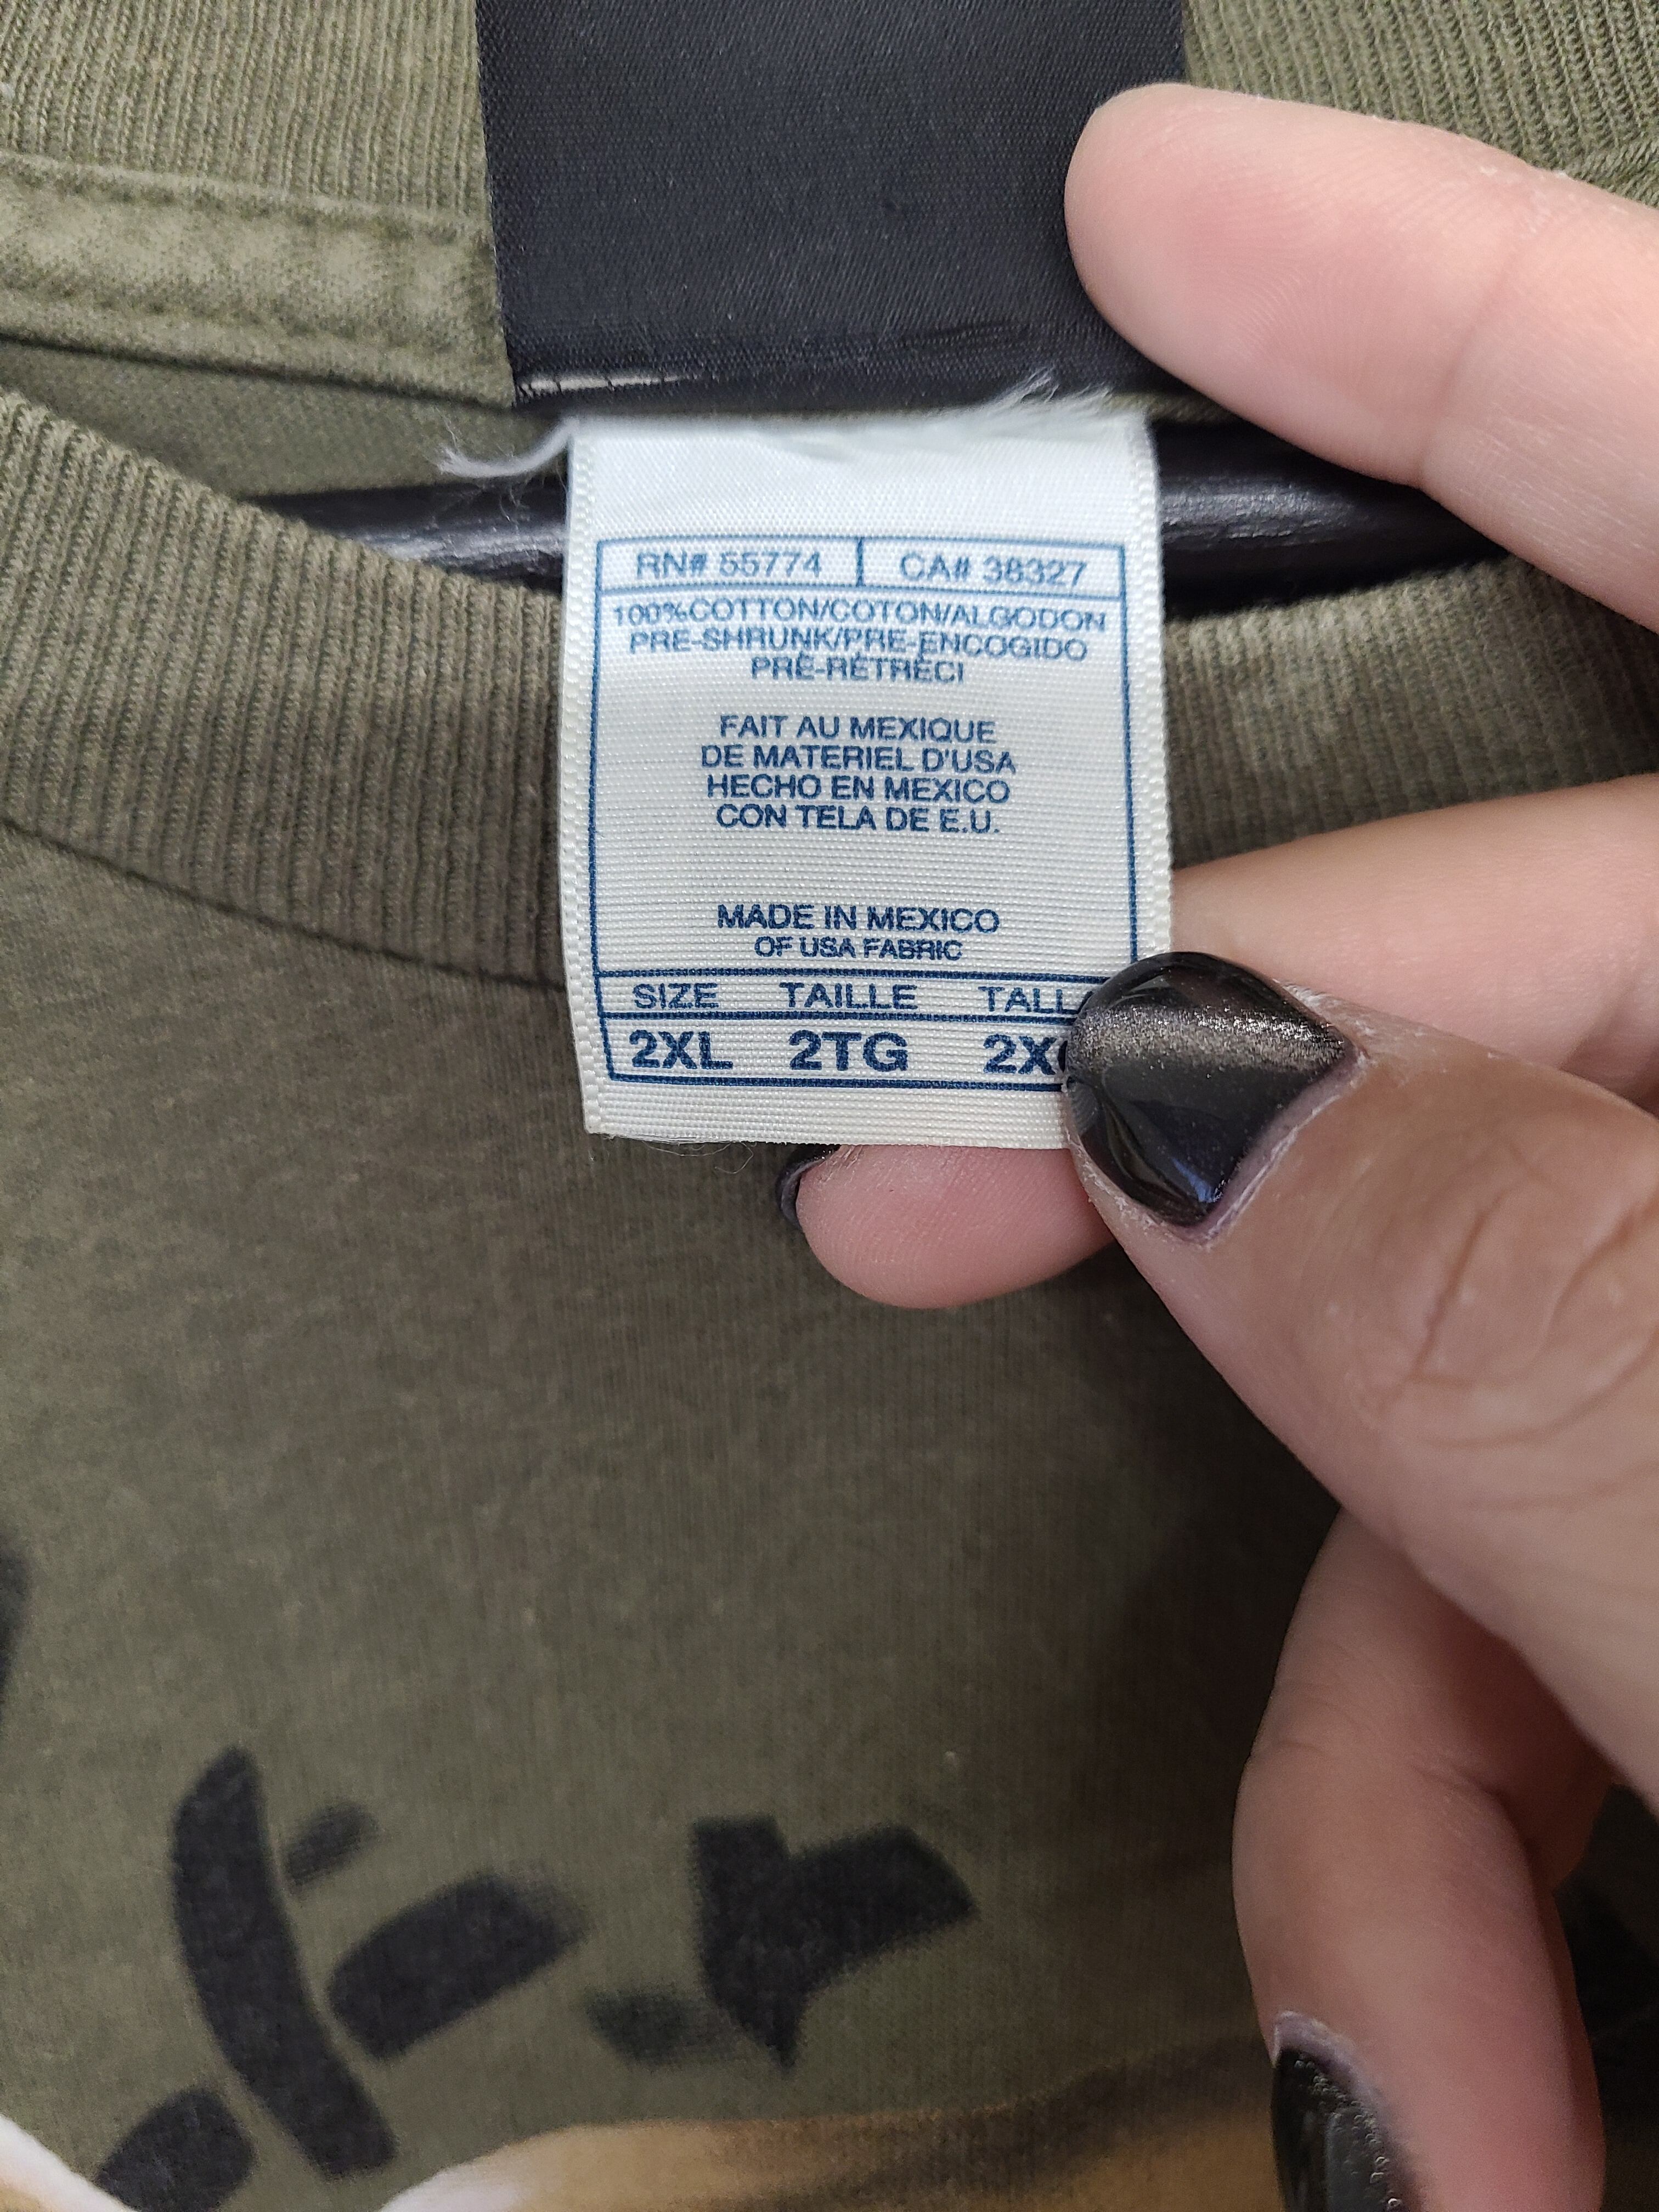 RN# 55774 CA# 38327
100%COTTON/COTON/ALGODON
PRE-SHRUNK/PRE-ENCOGIDO
PRÉ-RÉTRÉCI
FAIT AU MEXIQUE
DE MATERIEL D'USA
HECHO EN MEXICO
CON TELA DE E.U.
MADE IN MEXICO
OF USA FABRIC
SIZE TAILLE
2XL 2TG